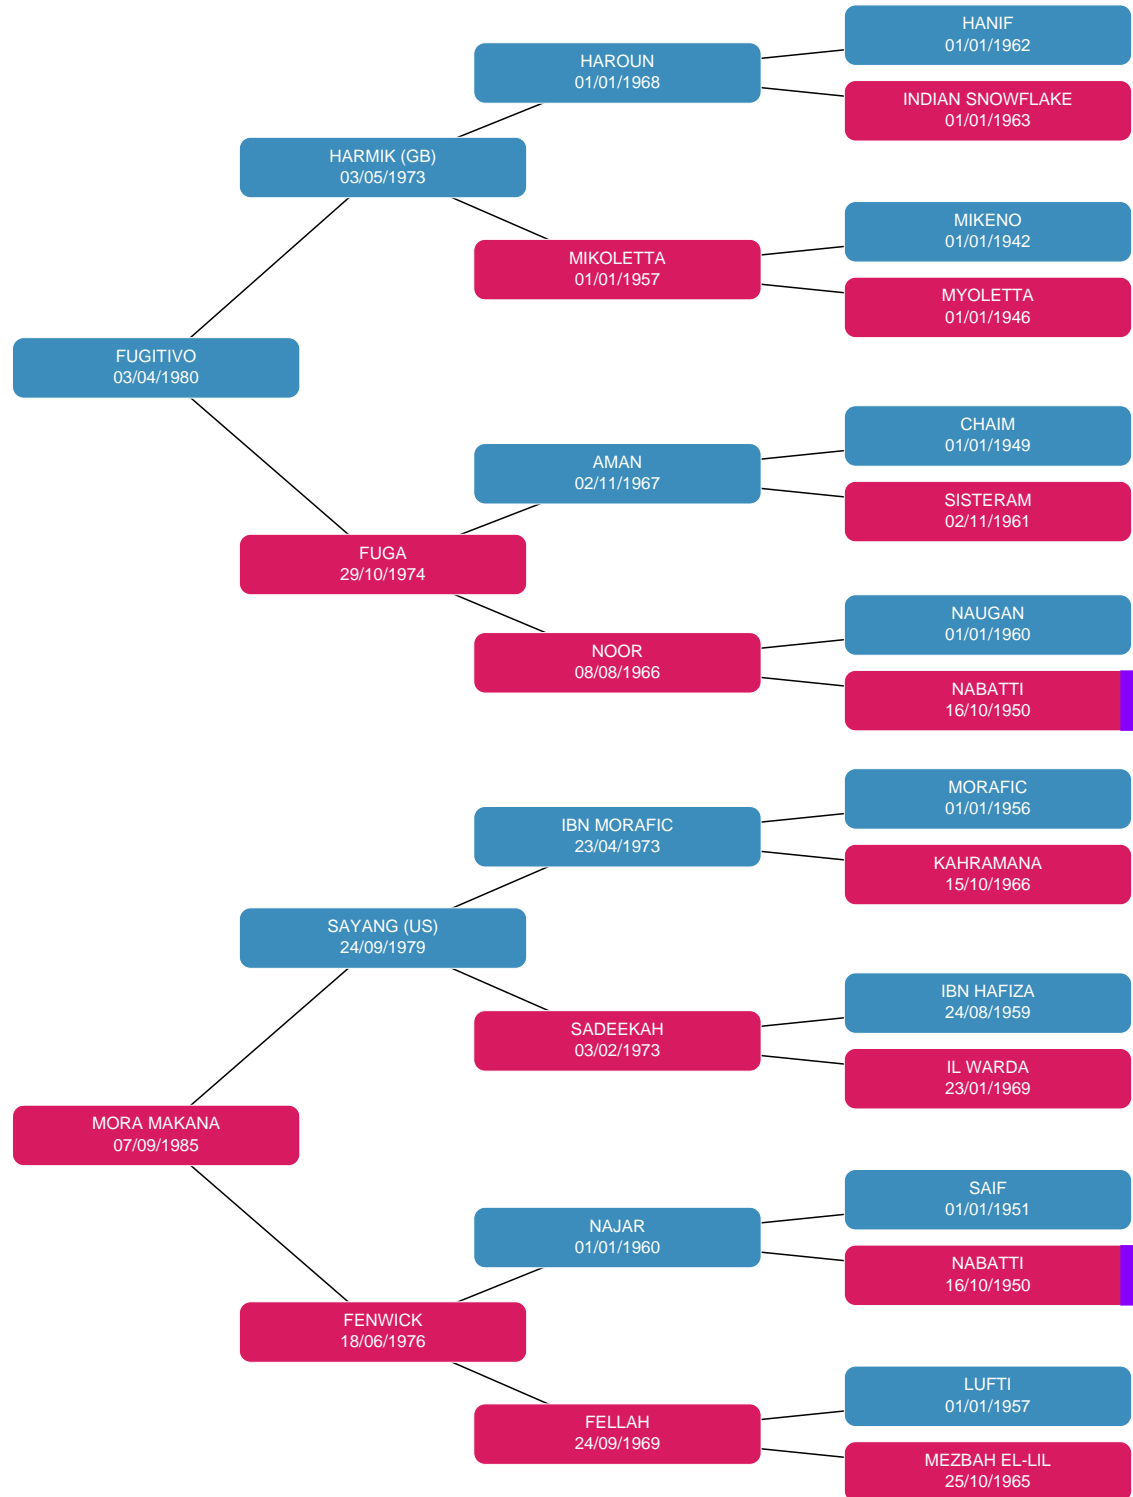 HANIF
01/01/1962
HAROUN
01/01/1968
INDIAN SNOWFLAKE
01/01/1963
HARMIK (GB)
03/05/1973
MIKENO
01/01/1942
MIKOLETTA
01/01/1957
MYOLETTA
01/01/1946
FUGITIVO
03/04/1980
CHAIM
01/01/1949
AMAN
02/11/1967
SISTERAM
02/11/1961
FUGA
29/10/1974
NAUGAN
01/01/1960
NOOR
08/08/1966
NABATTI
16/10/1950
MORAFIC
01/01/1956
IBN MORAFIC
23/04/1973
KAHRAMANA
15/10/1966
SAYANG (US)
24/09/1979
IBN HAFIZA
24/08/1959
SADEEKAH
03/02/1973
IL WARDA
23/01/1969
MORA MAKANA
07/09/1985
SAIF
01/01/1951
NAJAR
01/01/1960
NABATTI
16/10/1950
FENWICK
18/06/1976
LUFTI
01/01/1957
FELLAH
24/09/1969
MEZBAH EL-LIL
25/10/1965